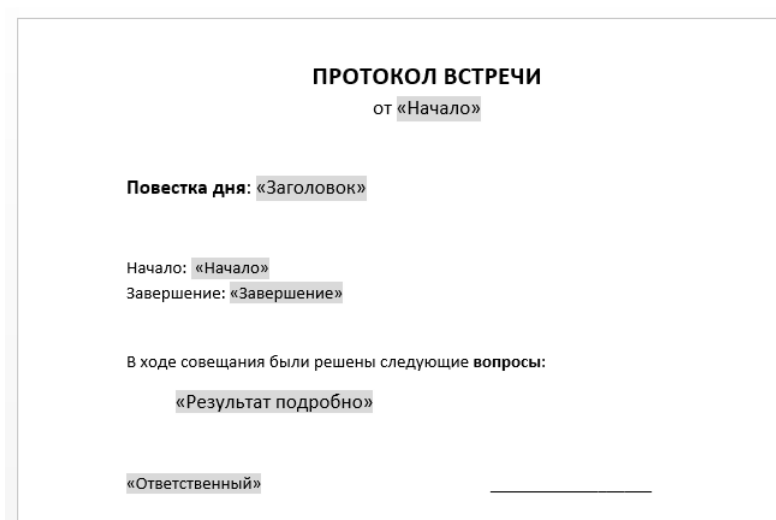 ПРОТОКОЛ ВСТРЕЧИ
от «Начало»
Повестка дня: «Заголовок»
Начало: «Начало»
Завершение: «Завершение»
В ходе совещания были решены следующие вопросы:
«Результат подробно»
«Ответственный» ____________________